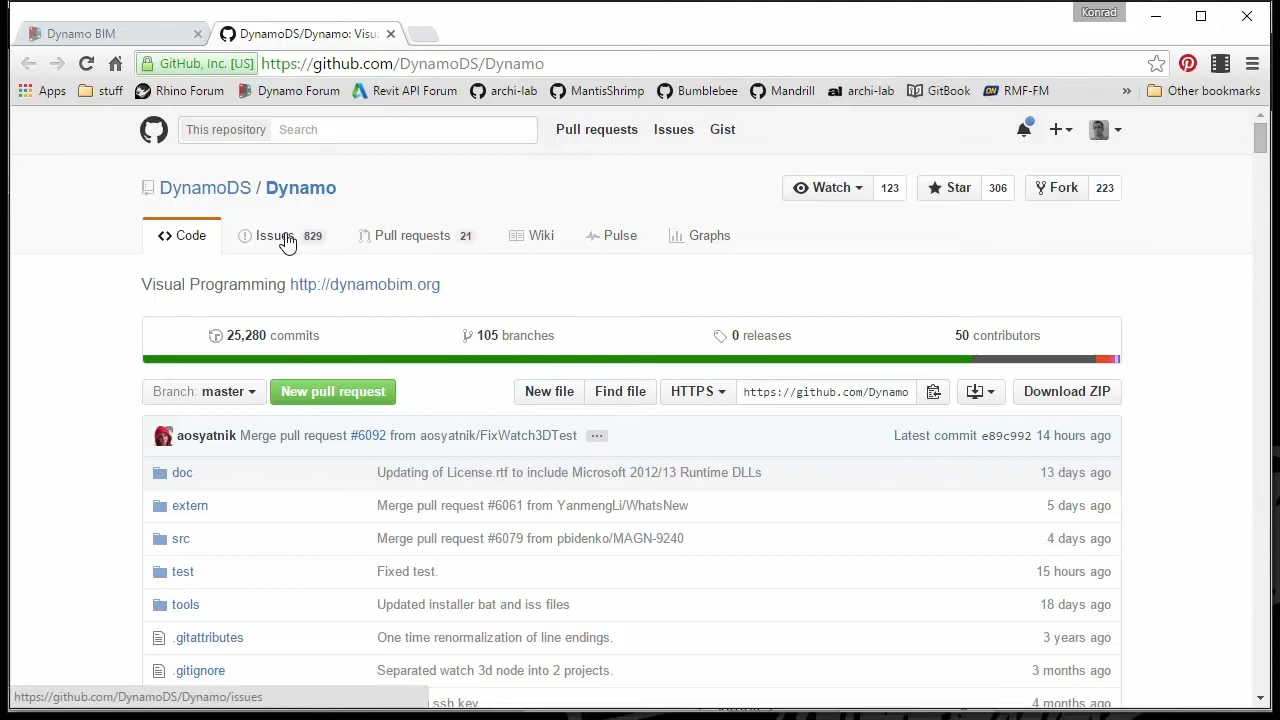 Konrad
Dynamo BIM
DynamoDS/Dynamo: Visu
GitHub, Inc. [US] https://github.com/DynamoDS/Dynamo
Apps stuff Rhino Forum Dynamo Forum Revit API Forum archi-lab MantisShrimp Bumblebee Mandrill archi-lab GitBook RMF-FM » Other bookmarks
This repository Search Pull requests Issues Gist
DynamoDS / Dynamo
Watch 123 Star 306 Fork 223
Code Issues 829 Pull requests 21 Wiki Pulse Graphs
Visual Programming http://dynamobim.org
25,280 commits 105 branches 0 releases 50 contributors
Branch: master New pull request New file Find file HTTPS https://github.com/Dynamo Download ZIP
aosyatnik Merge pull request #6092 from aosyatnik/FixWatch3DTest ... Latest commit e89c992 14 hours ago
doc Updating of License.rtf to include Microsoft 2012/13 Runtime DLLs 13 days ago
extern Merge pull request #6061 from YanmengLi/WhatsNew 5 days ago
src Merge pull request #6079 from pbidenko/MAGN-9240 4 days ago
test Fixed test. 15 hours ago
tools Updated installer bat and iss files 18 days ago
.gitattributes One time renormalization of line endings. 3 years ago
.gitignore Separated watch 3d node into 2 projects. 3 months ago
https://github.com/DynamoDS/Dynamo/issues
ssh key 4 months ago